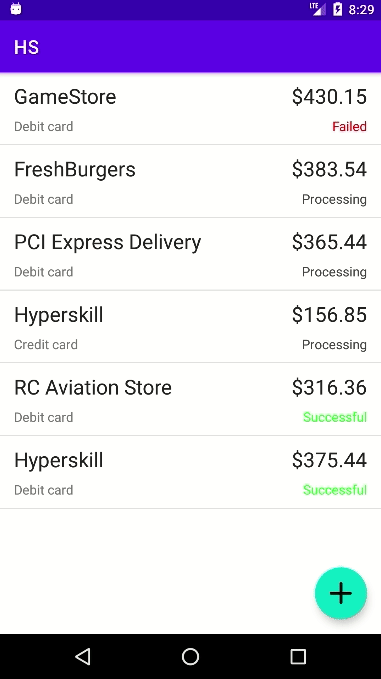 LTE 8:29
HS
GameStore $430.15
Debit card Failed
FreshBurgers $383.54
Debit card Processing
PCI Express Delivery $365.44
Debit card Processing
Hyperskill $156.85
Credit card Processing
RC Aviation Store $316.36
Debit card Successful
Hyperskill $375.44
Debit card Successful